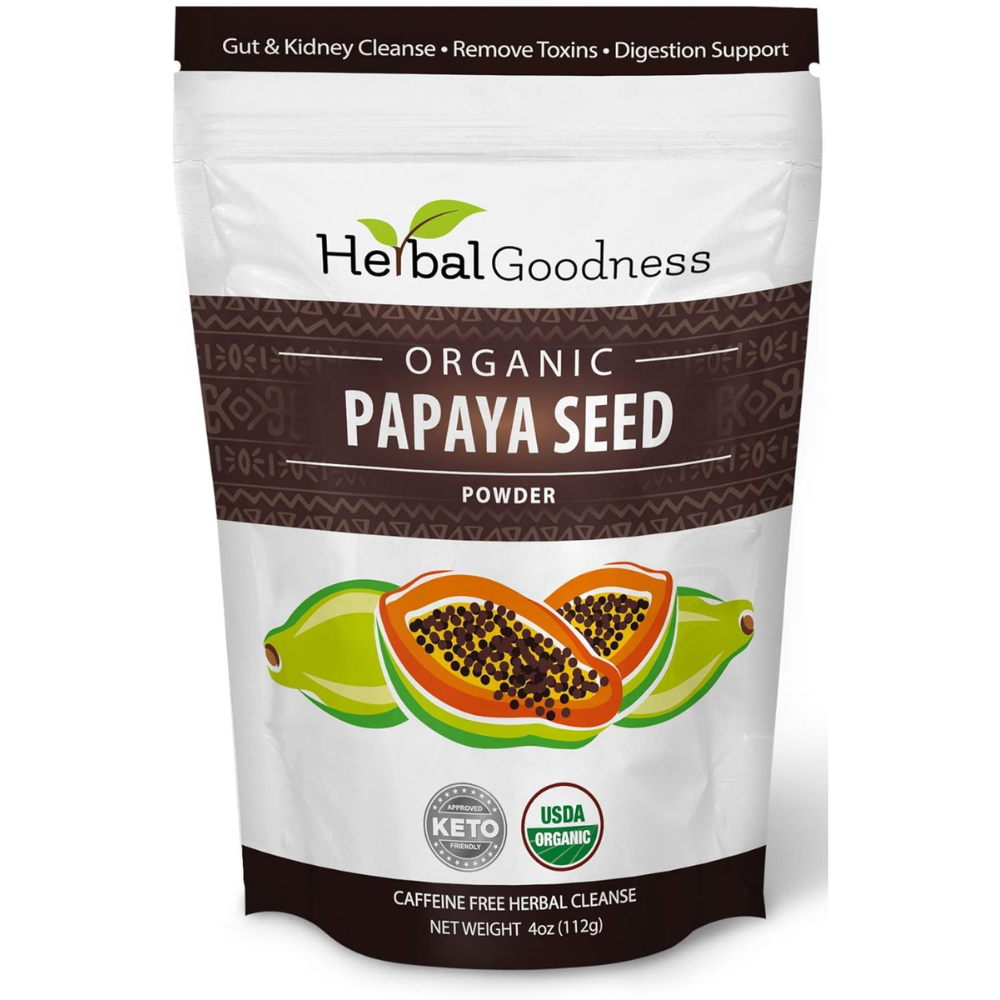 Gut & Kidney Cleanse • Remove Toxins • Digestion Support
Herbal Goodness
ORGANIC
PAPAYA SEED
POWDER
APPROVED
KETO
FRIENDLY
USDA
ORGANIC
CAFFEINE FREE HERBAL CLEANSE
NET WEIGHT 4oz (112g)